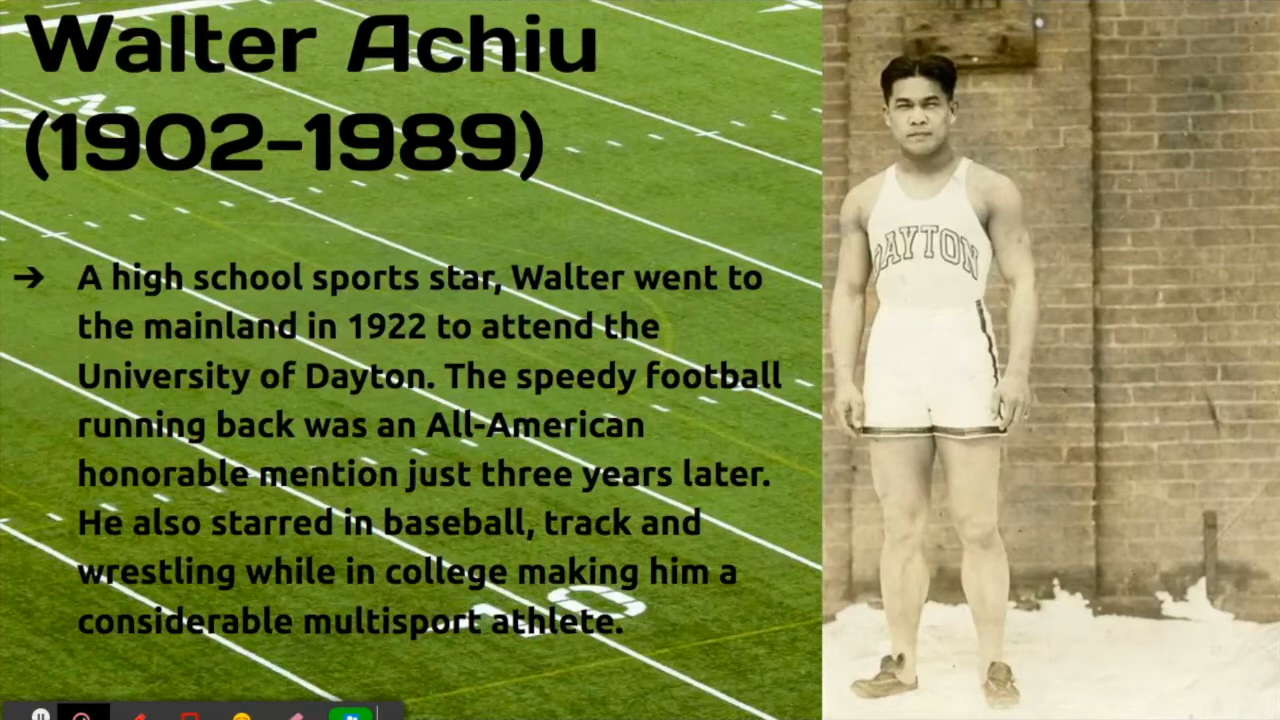 Walter Achiu
(1902-1989)
➔ A high school sports star, Walter went to
the mainland in 1922 to attend the
University of Dayton. The speedy football
running back was an All-American
honorable mention just three years later.
He also starred in baseball, track and
wrestling while in college making him a
considerable multisport athlete.
DAYTON